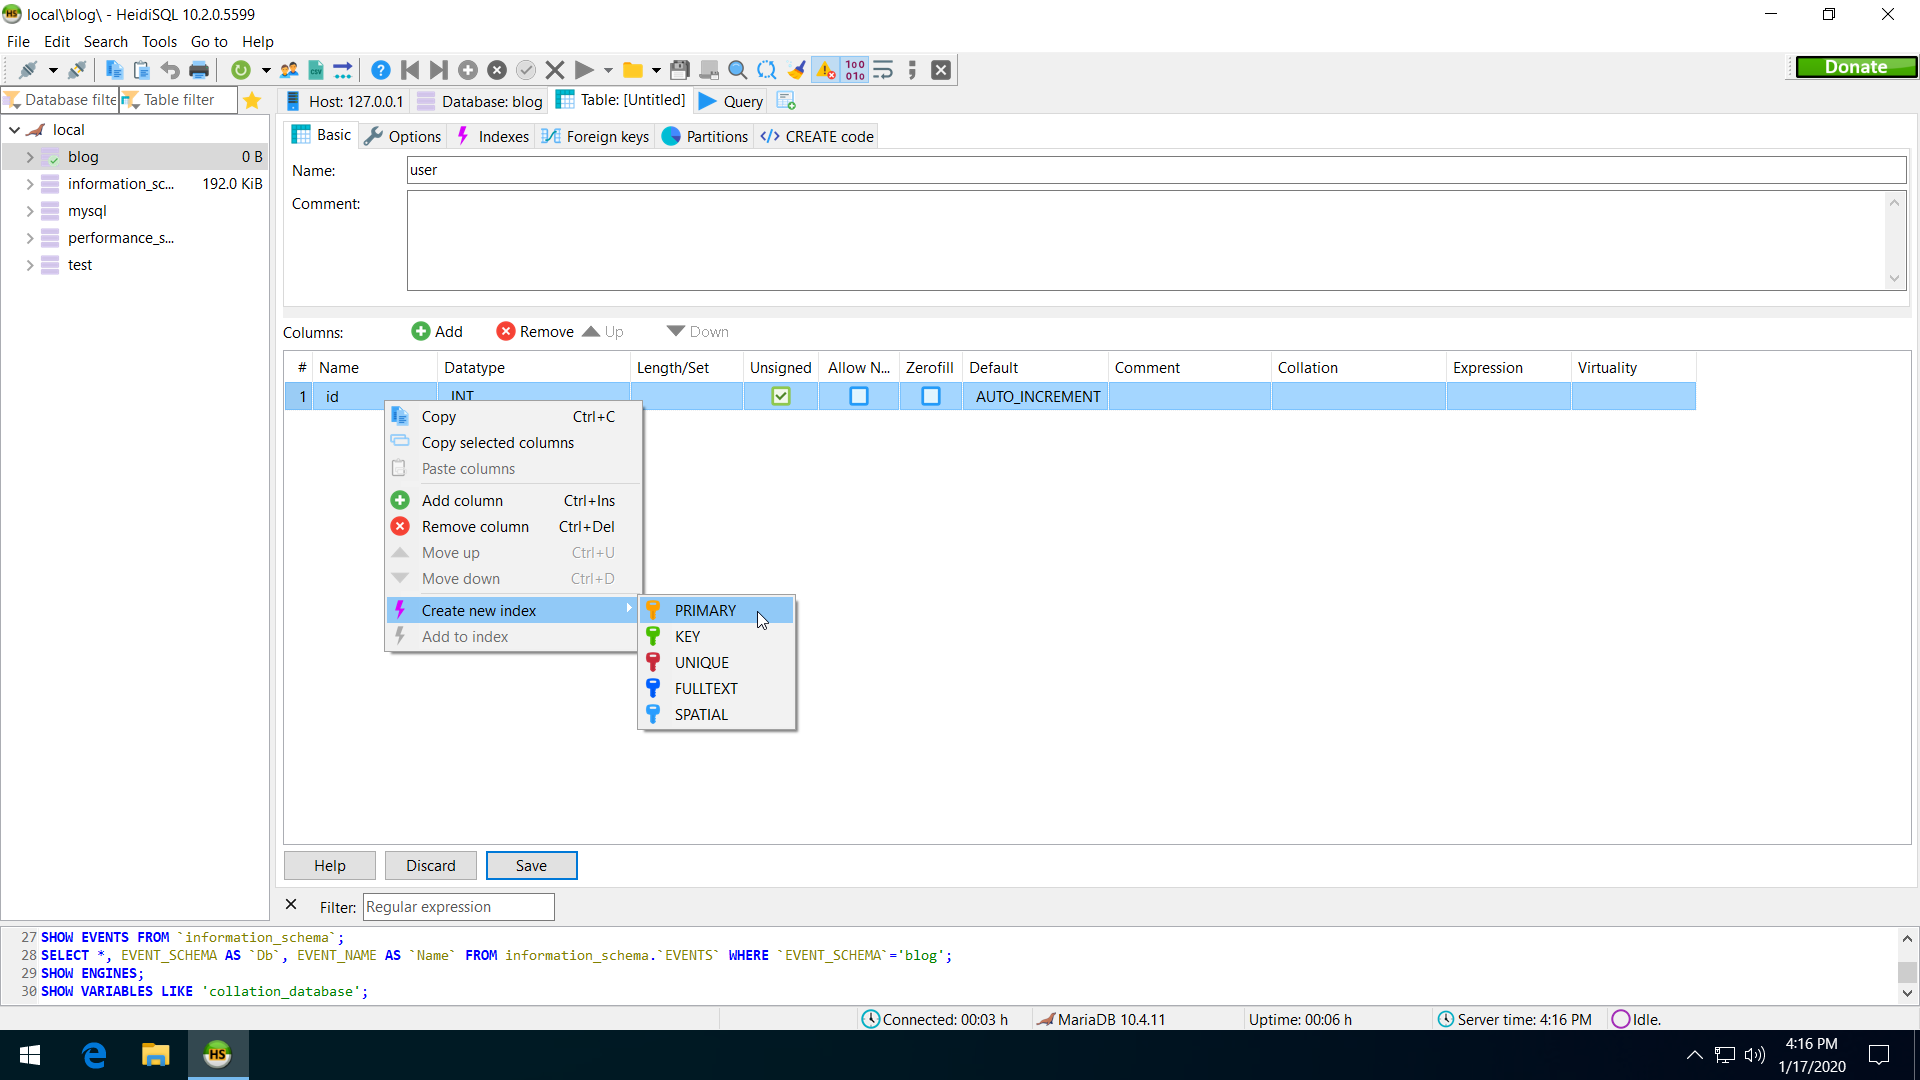 local\blog\ - HeidiSQL 10.2.0.5599
File Edit Search Tools Go to Help
Donate
Database filte Table filter
Host: 127.0.0.1 Database: blog Table: [Untitled] Query
local
blog 0 B
information_sc... 192.0 KiB
mysql
performance_s...
test
Basic Options Indexes Foreign keys Partitions CREATE code
Name: user
Comment:
Columns: Add Remove Up Down
# Name Datatype Length/Set Unsigned Allow N... Zerofill Default Comment Collation Expression Virtuality
1 id INT AUTO_INCREMENT
Copy Ctrl+C
Copy selected columns
Paste columns
Add column Ctrl+Ins
Remove column Ctrl+Del
Move up Ctrl+U
Move down Ctrl+D
Create new index
Add to index
PRIMARY
KEY
UNIQUE
FULLTEXT
SPATIAL
Help Discard Save
Filter: Regular expression
27 SHOW EVENTS FROM `information_schema`;
28 SELECT *, EVENT_SCHEMA AS `Db`, EVENT_NAME AS `Name` FROM information_schema.`EVENTS` WHERE `EVENT_SCHEMA`='blog';
29 SHOW ENGINES;
30 SHOW VARIABLES LIKE 'collation_database';
Connected: 00:03 h MariaDB 10.4.11 Uptime: 00:06 h Server time: 4:16 PM Idle.
HS
4:16 PM
1/17/2020